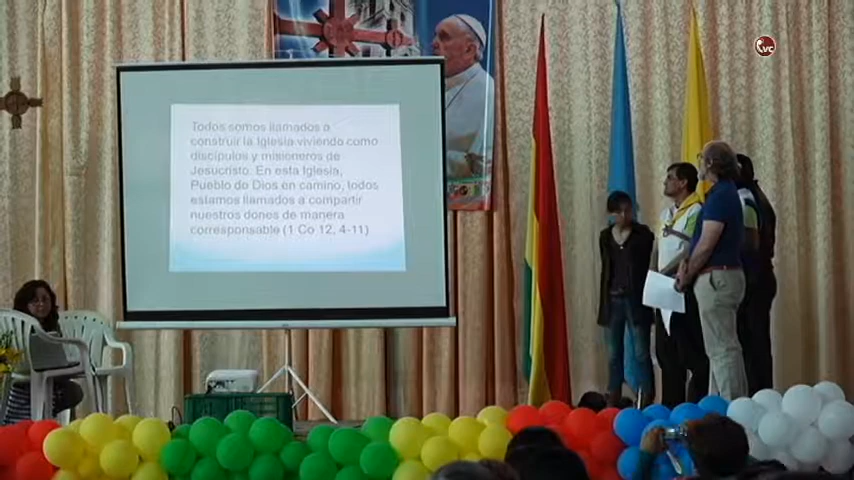 Todos somos llamados a
construir la Iglesia viviendo como
discípulos y misioneros de
Jesucristo. En esta Iglesia,
Pueblo de Dios en camino, todos
estamos llamados a compartir
nuestros dones de manera
corresponsable (1 Co 12, 4-11)
VC